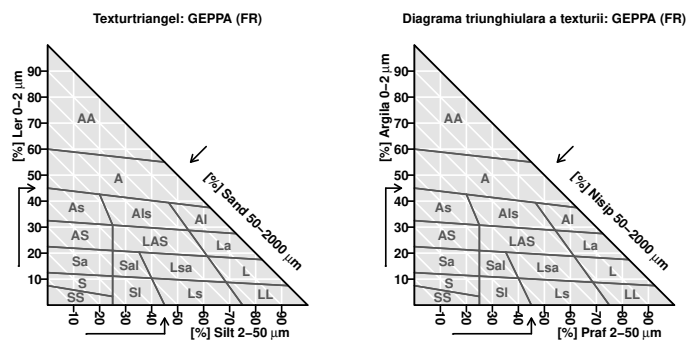 Texturtriangel: GEPPA (FR)
[%] Ler 0−2 μm
90
80
70
60
50
40
30
20
10
AA
A
As
Als
Al
AS
LAS
La
Sa
Sal
Lsa
L
S
SS
Sl
Ls
LL
[%] Sand 50−2000 μm
10
20
30
40
50
60
70
80
90
[%] Silt 2−50 μm
Diagrama triunghiulara a texturii: GEPPA (FR)
[%] Argila 0−2 μm
90
80
70
60
50
40
30
20
10
AA
A
As
Als
Al
AS
LAS
La
Sa
Sal
Lsa
L
S
SS
Sl
Ls
LL
[%] Nisip 50−2000 μm
10
20
30
40
50
60
70
80
90
[%] Praf 2−50 μm